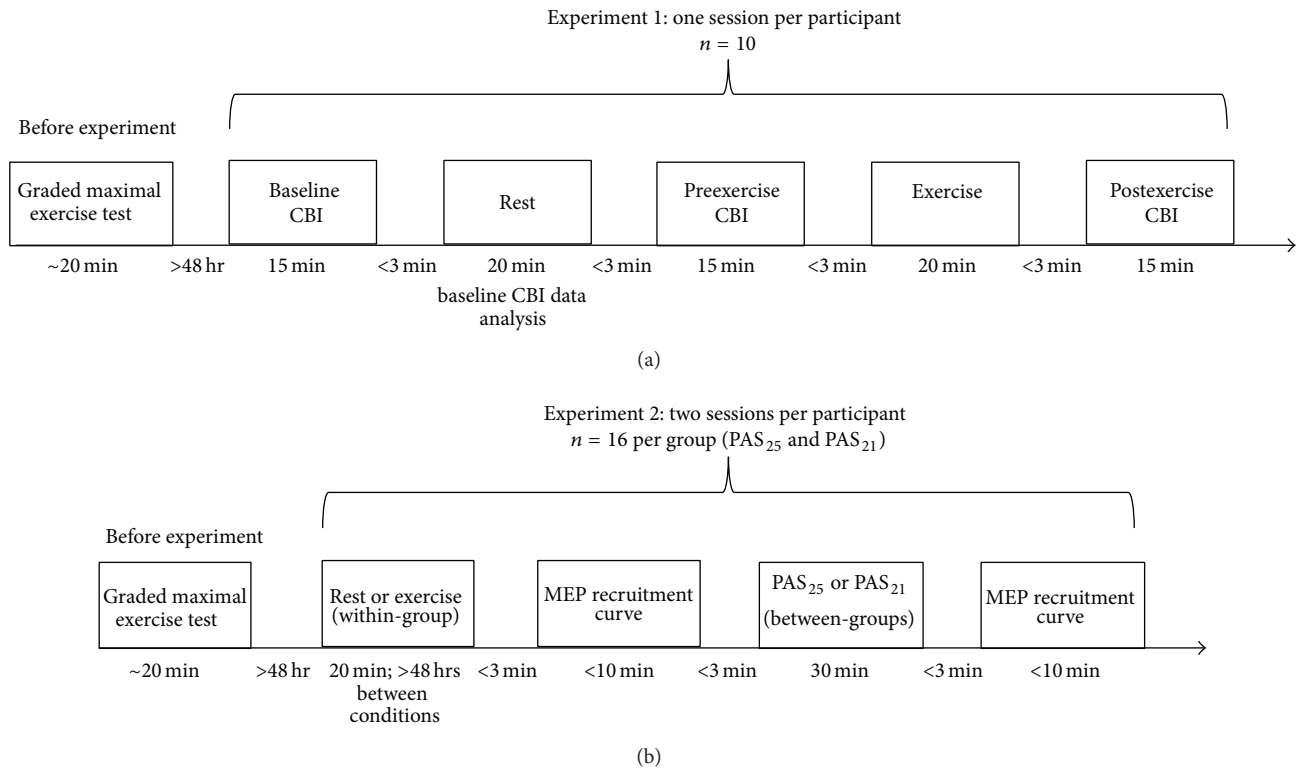 Experiment 1: one session per participant
n = 10
Before experiment
Graded maximal
exercise test
Baseline
CBI
Rest
Preexercise
CBI
Exercise
Postexercise
CBI
~20 min
>48 hr
15 min
<3 min
20 min
<3 min
15 min
<3 min
20 min
<3 min
15 min
baseline CBI data
analysis
(a)
Experiment 2: two sessions per participant
n = 16 per group (PAS₂₅ and PAS₂₁)
Before experiment
Graded maximal
exercise test
Rest or exercise
(within-group)
MEP recruitment
curve
PAS₂₅ or PAS₂₁
(between-groups)
MEP recruitment
curve
~20 min
>48 hr
20 min; >48 hrs
between
conditions
<3 min
<10 min
<3 min
30 min
<3 min
<10 min
(b)